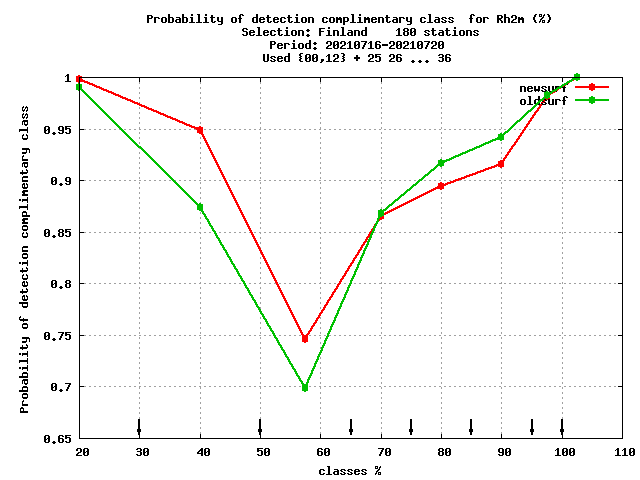 Probability of detection complimentary class  for Rh2m (%)
Selection: Finland    180 stations
Period: 20210716-20210720
Used {00,12} + 25 26 ... 36
newsurf
oldsurf
Probability of detection complimentary class
1
0.95
0.9
0.85
0.8
0.75
0.7
0.65
20 30 40 50 60 70 80 90 100 110
classes %